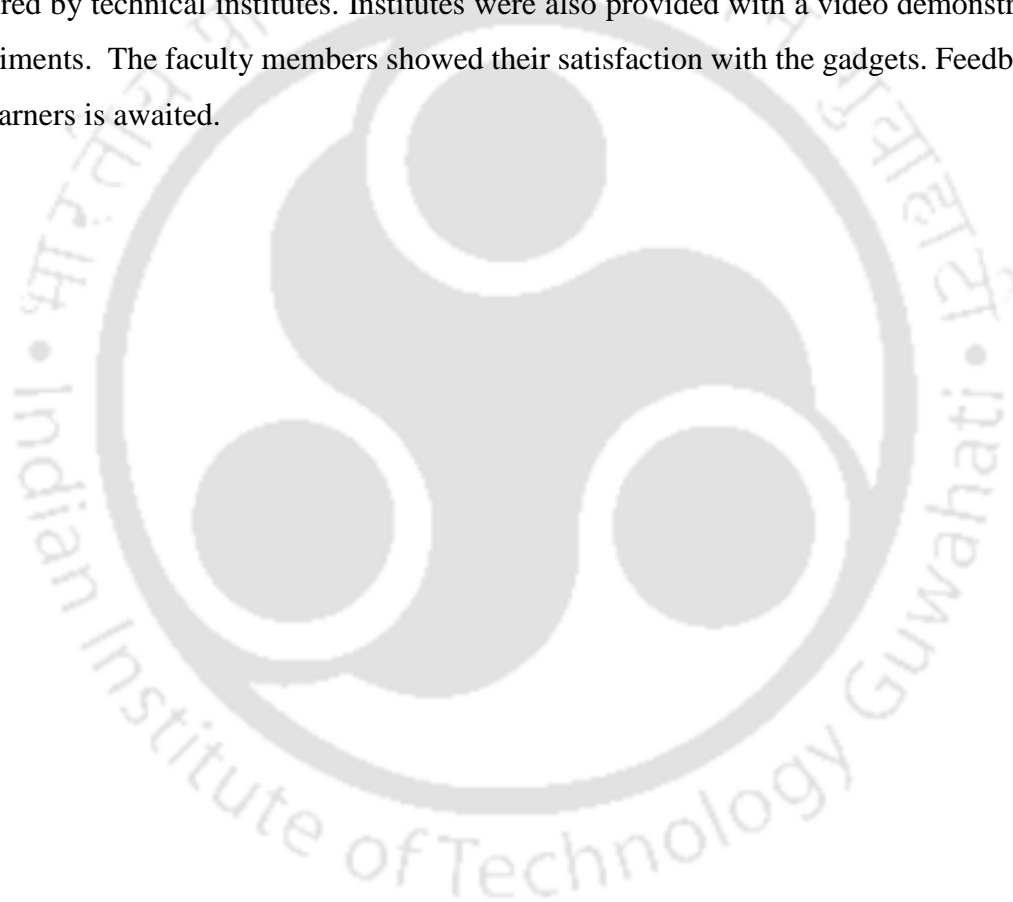 red by technical institutes. Institutes were also provided with a video demonstr
iments. The faculty members showed their satisfaction with the gadgets. Feedb
arners is awaited.
• Indian Institute of Technology Guwahati •